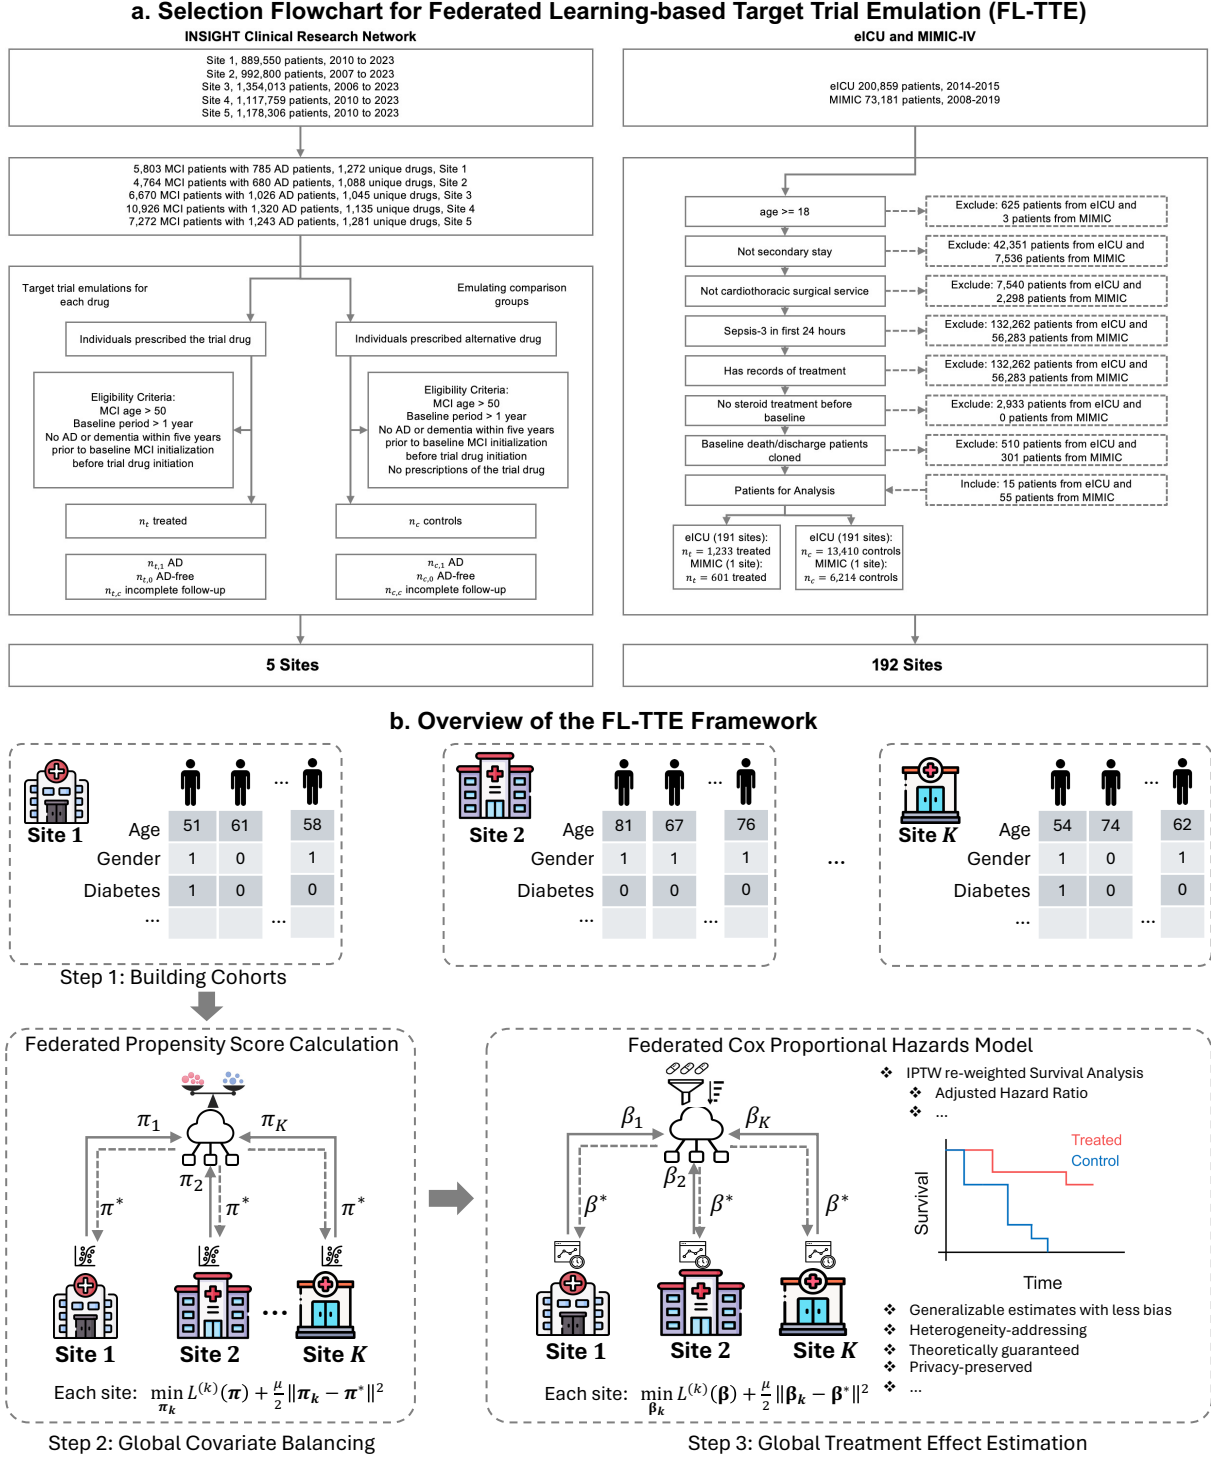 a. Selection Flowchart for Federated Learning-based Target Trial Emulation (FL-TTE)
INSIGHT Clinical Research Network
Site 1, 889,550 patients, 2010 to 2023
Site 2, 992,800 patients, 2007 to 2023
Site 3, 1,354,013 patients, 2006 to 2023
Site 4, 1,117,759 patients, 2010 to 2023
Site 5, 1,178,306 patients, 2010 to 2023
5,803 MCI patients with 785 AD patients, 1,272 unique drugs, Site 1
4,764 MCI patients with 680 AD patients, 1,088 unique drugs, Site 2
6,670 MCI patients with 1,026 AD patients, 1,045 unique drugs, Site 3
10,926 MCI patients with 1,320 AD patients, 1,135 unique drugs, Site 4
7,272 MCI patients with 1,243 AD patients, 1,281 unique drugs, Site 5
Target trial emulations for
each drug
Emulating comparison
groups
Individuals prescribed the trial drug
Individuals prescribed alternative drug
Eligibility Criteria:
MCI age > 50
Baseline period > 1 year
No AD or dementia within five years
prior to baseline MCI initialization
before trial drug initiation
Eligibility Criteria:
MCI age > 50
Baseline period > 1 year
No AD or dementia within five years
prior to baseline MCI initialization
before trial drug initiation
No prescriptions of the trial drug
n_t treated
n_c controls
n_{t,1} AD
n_{t,0} AD-free
n_{t,c} incomplete follow-up
n_{c,1} AD
n_{c,0} AD-free
n_{c,c} incomplete follow-up
5 Sites
eICU and MIMIC-IV
eICU 200,859 patients, 2014-2015
MIMIC 73,181 patients, 2008-2019
age >= 18
Exclude: 625 patients from eICU and
3 patients from MIMIC
Not secondary stay
Exclude: 42,351 patients from eICU and
7,536 patients from MIMIC
Not cardiothoracic surgical service
Exclude: 7,540 patients from eICU and
2,298 patients from MIMIC
Sepsis-3 in first 24 hours
Exclude: 132,262 patients from eICU and
56,283 patients from MIMIC
Has records of treatment
Exclude: 132,262 patients from eICU and
56,283 patients from MIMIC
No steroid treatment before
baseline
Exclude: 2,933 patients from eICU and
0 patients from MIMIC
Baseline death/discharge patients
cloned
Exclude: 510 patients from eICU and
301 patients from MIMIC
Patients for Analysis
Include: 15 patients from eICU and
55 patients from MIMIC
eICU (191 sites):
n_t = 1,233 treated
MIMIC (1 site):
n_t = 601 treated
eICU (191 sites):
n_c = 13,410 controls
MIMIC (1 site):
n_c = 6,214 controls
192 Sites
b. Overview of the FL-TTE Framework
Site 1
...
Age 51 61 58
Gender 1 0 1
Diabetes 1 0 0
... ...
Site 2
...
Age 81 67 76
Gender 1 1 1
Diabetes 0 0 0
... ...
...
Site K
...
Age 54 74 62
Gender 1 0 1
Diabetes 1 0 0
... ...
Step 1: Building Cohorts
Federated Propensity Score Calculation
π_1 π_K
π_2
π* π* π*
...
Site 1 Site 2 Site K
Each site: min_{π_k} L^{(k)}(π) + μ/2 ||π_k − π*||²
Step 2: Global Covariate Balancing
Federated Cox Proportional Hazards Model
β_1 β_K
β_2
β* β* β*
Site 1 Site 2 Site K
Each site: min_{β_k} L^{(k)}(β) + μ/2 ||β_k − β*||²
❖ IPTW re-weighted Survival Analysis
❖ Adjusted Hazard Ratio
❖ ...
Treated
Control
Survival
Time
❖ Generalizable estimates with less bias
❖ Heterogeneity-addressing
❖ Theoretically guaranteed
❖ Privacy-preserved
❖ ...
Step 3: Global Treatment Effect Estimation